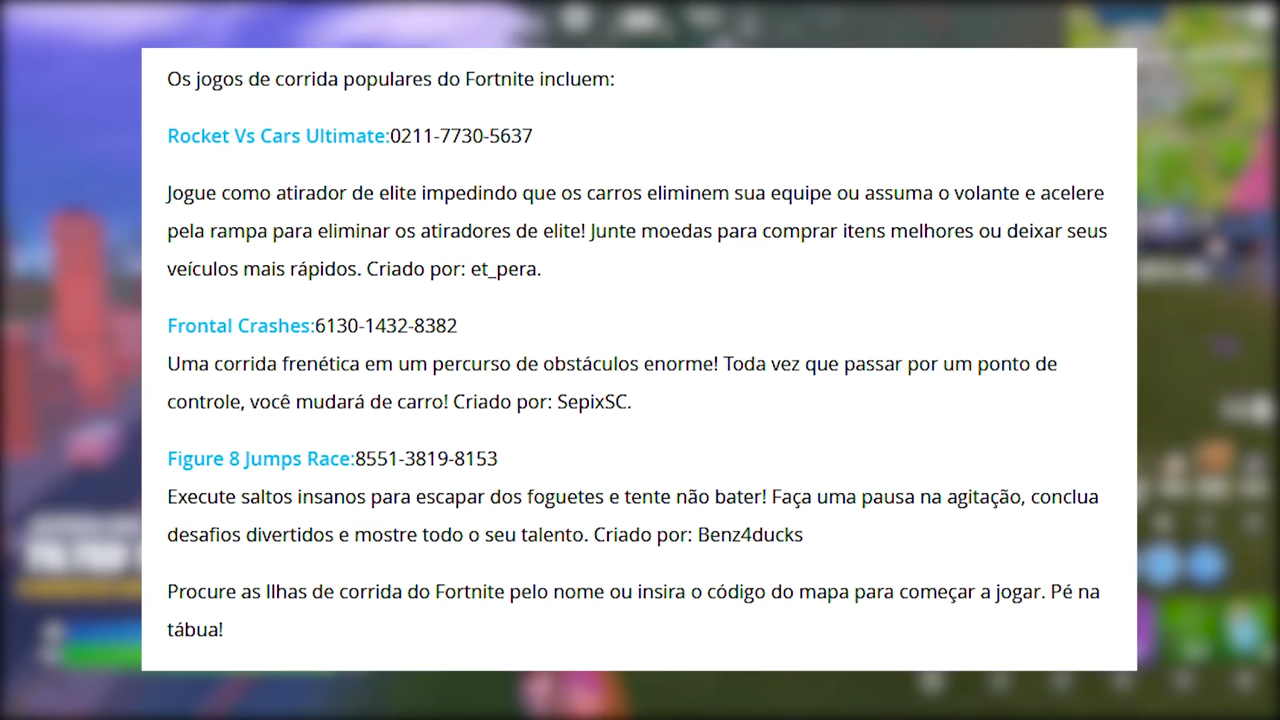 Os jogos de corrida populares do Fortnite incluem:
Rocket Vs Cars Ultimate:0211-7730-5637
Jogue como atirador de elite impedindo que os carros eliminem sua equipe ou assuma o volante e acelere
pela rampa para eliminar os atiradores de elite! Junte moedas para comprar itens melhores ou deixar seus
veículos mais rápidos. Criado por: et_pera.
Frontal Crashes:6130-1432-8382
Uma corrida frenética em um percurso de obstáculos enorme! Toda vez que passar por um ponto de
controle, você mudará de carro! Criado por: SepixSC.
Figure 8 Jumps Race:8551-3819-8153
Execute saltos insanos para escapar dos foguetes e tente não bater! Faça uma pausa na agitação, conclua
desafios divertidos e mostre todo o seu talento. Criado por: Benz4ducks
Procure as Ilhas de corrida do Fortnite pelo nome ou insira o código do mapa para começar a jogar. Pé na
tábua!